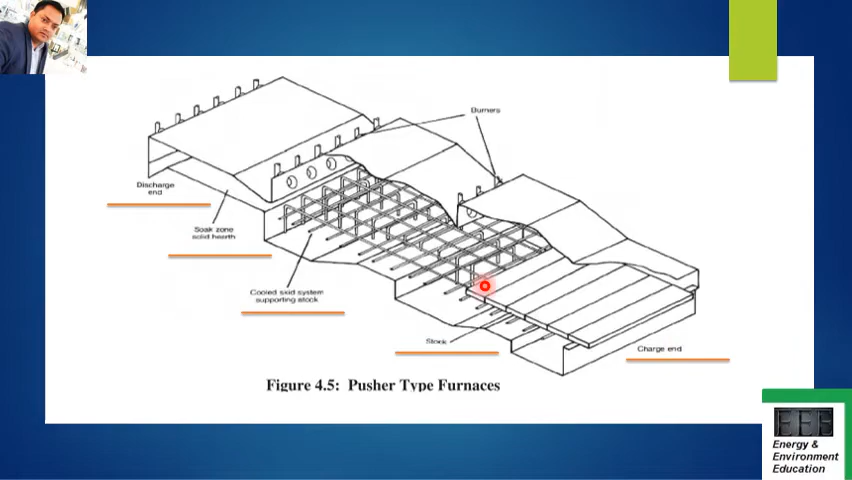 Burners
Discharge
end
Soak zone
solid hearth
Cooled skid system
supporting stock
Stock
Charge end
Figure 4.5: Pusher Type Furnaces
EEE
Energy &
Environment
Education